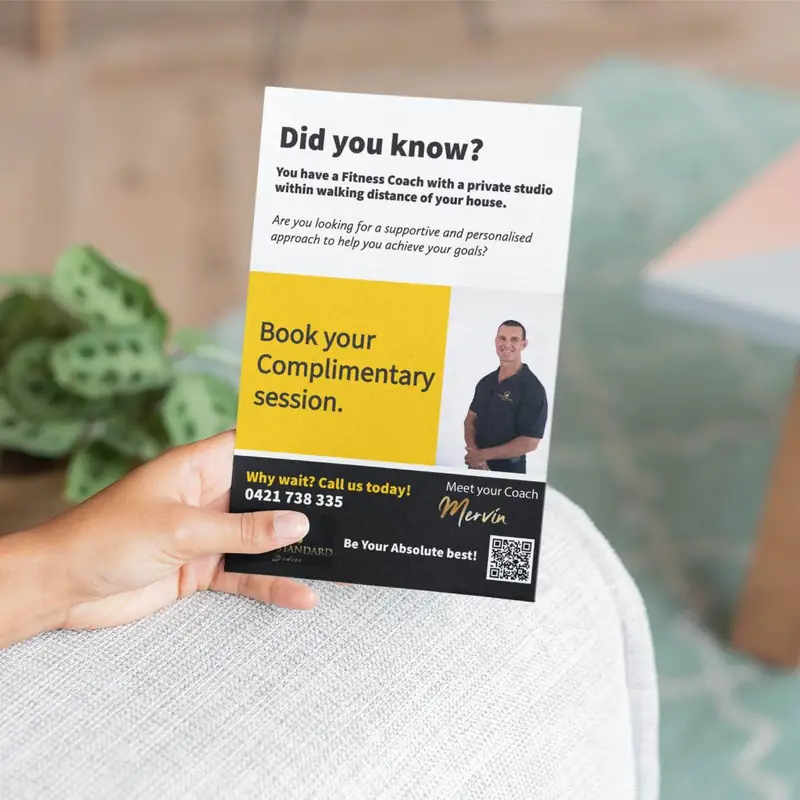 Did you know?
You have a Fitness Coach with a private studio
within walking distance of your house.
Are you looking for a supportive and personalised
approach to help you achieve your goals?
Book your
Complimentary
session.
Why wait? Call us today!
0421 738 335
Meet your Coach
Mervin
STANDARD
Bodies
Be Your Absolute best!